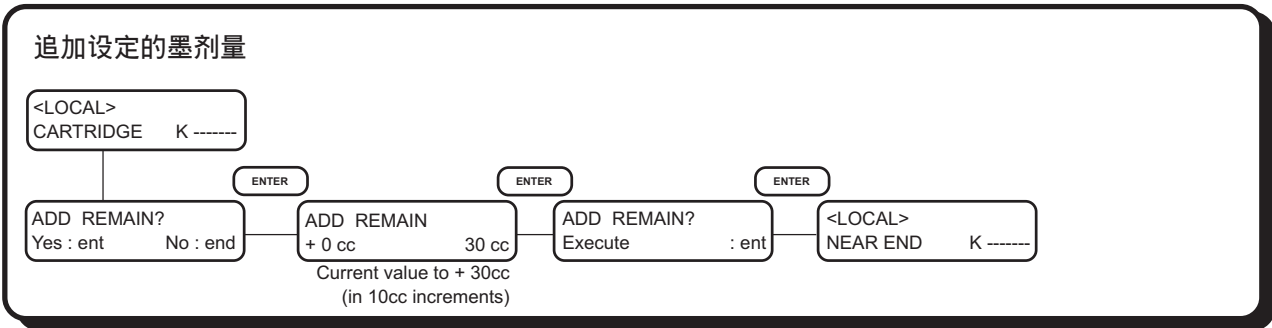 追加设定的墨剂量
<LOCAL>
CARTRIDGE K -------
ENTER
ENTER
ENTER
ADD REMAIN?
Yes : ent No : end
ADD REMAIN
+ 0 cc 30 cc
ADD REMAIN?
Execute : ent
<LOCAL>
NEAR END K -------
Current value to + 30cc
(in 10cc increments)